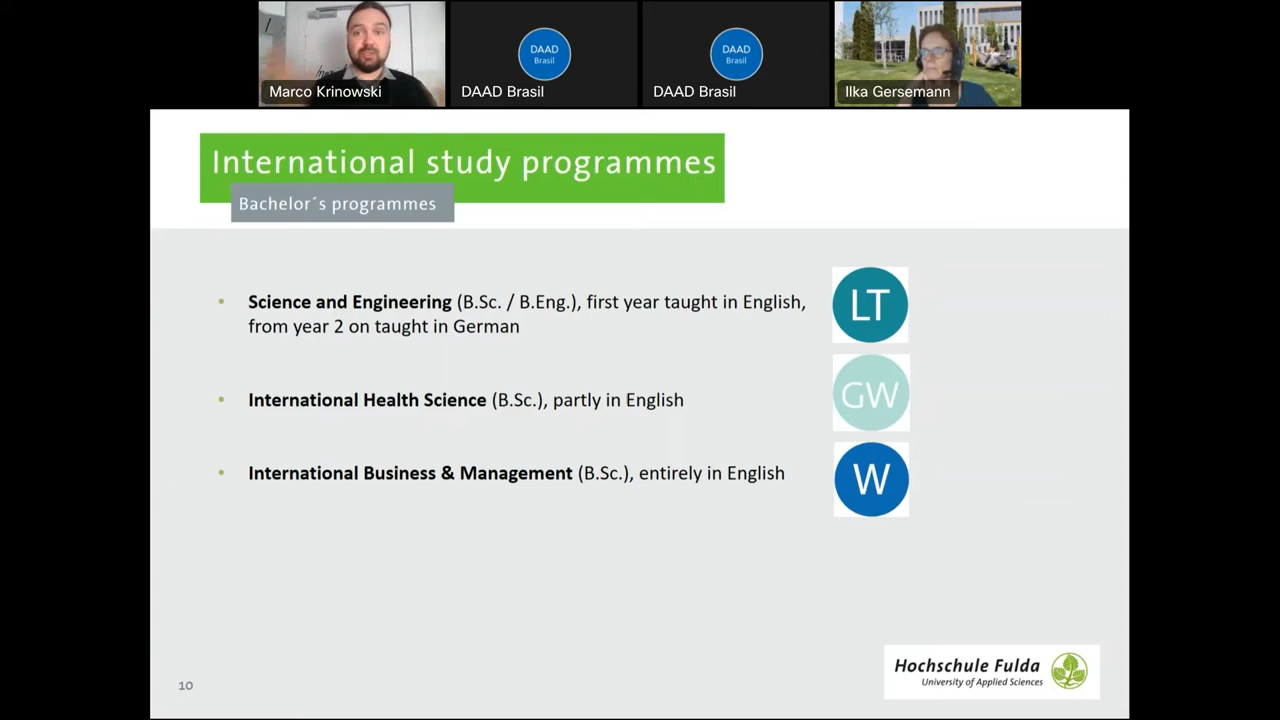 Marco Krinowski
DAAD
Brasil
DAAD Brasil
DAAD
Brasil
DAAD Brasil
Ilka Gersemann
International study programmes
Bachelor´s programmes
• Science and Engineering (B.Sc. / B.Eng.), first year taught in English,
from year 2 on taught in German
LT
• International Health Science (B.Sc.), partly in English
GW
• International Business & Management (B.Sc.), entirely in English
W
Hochschule Fulda
University of Applied Sciences
10